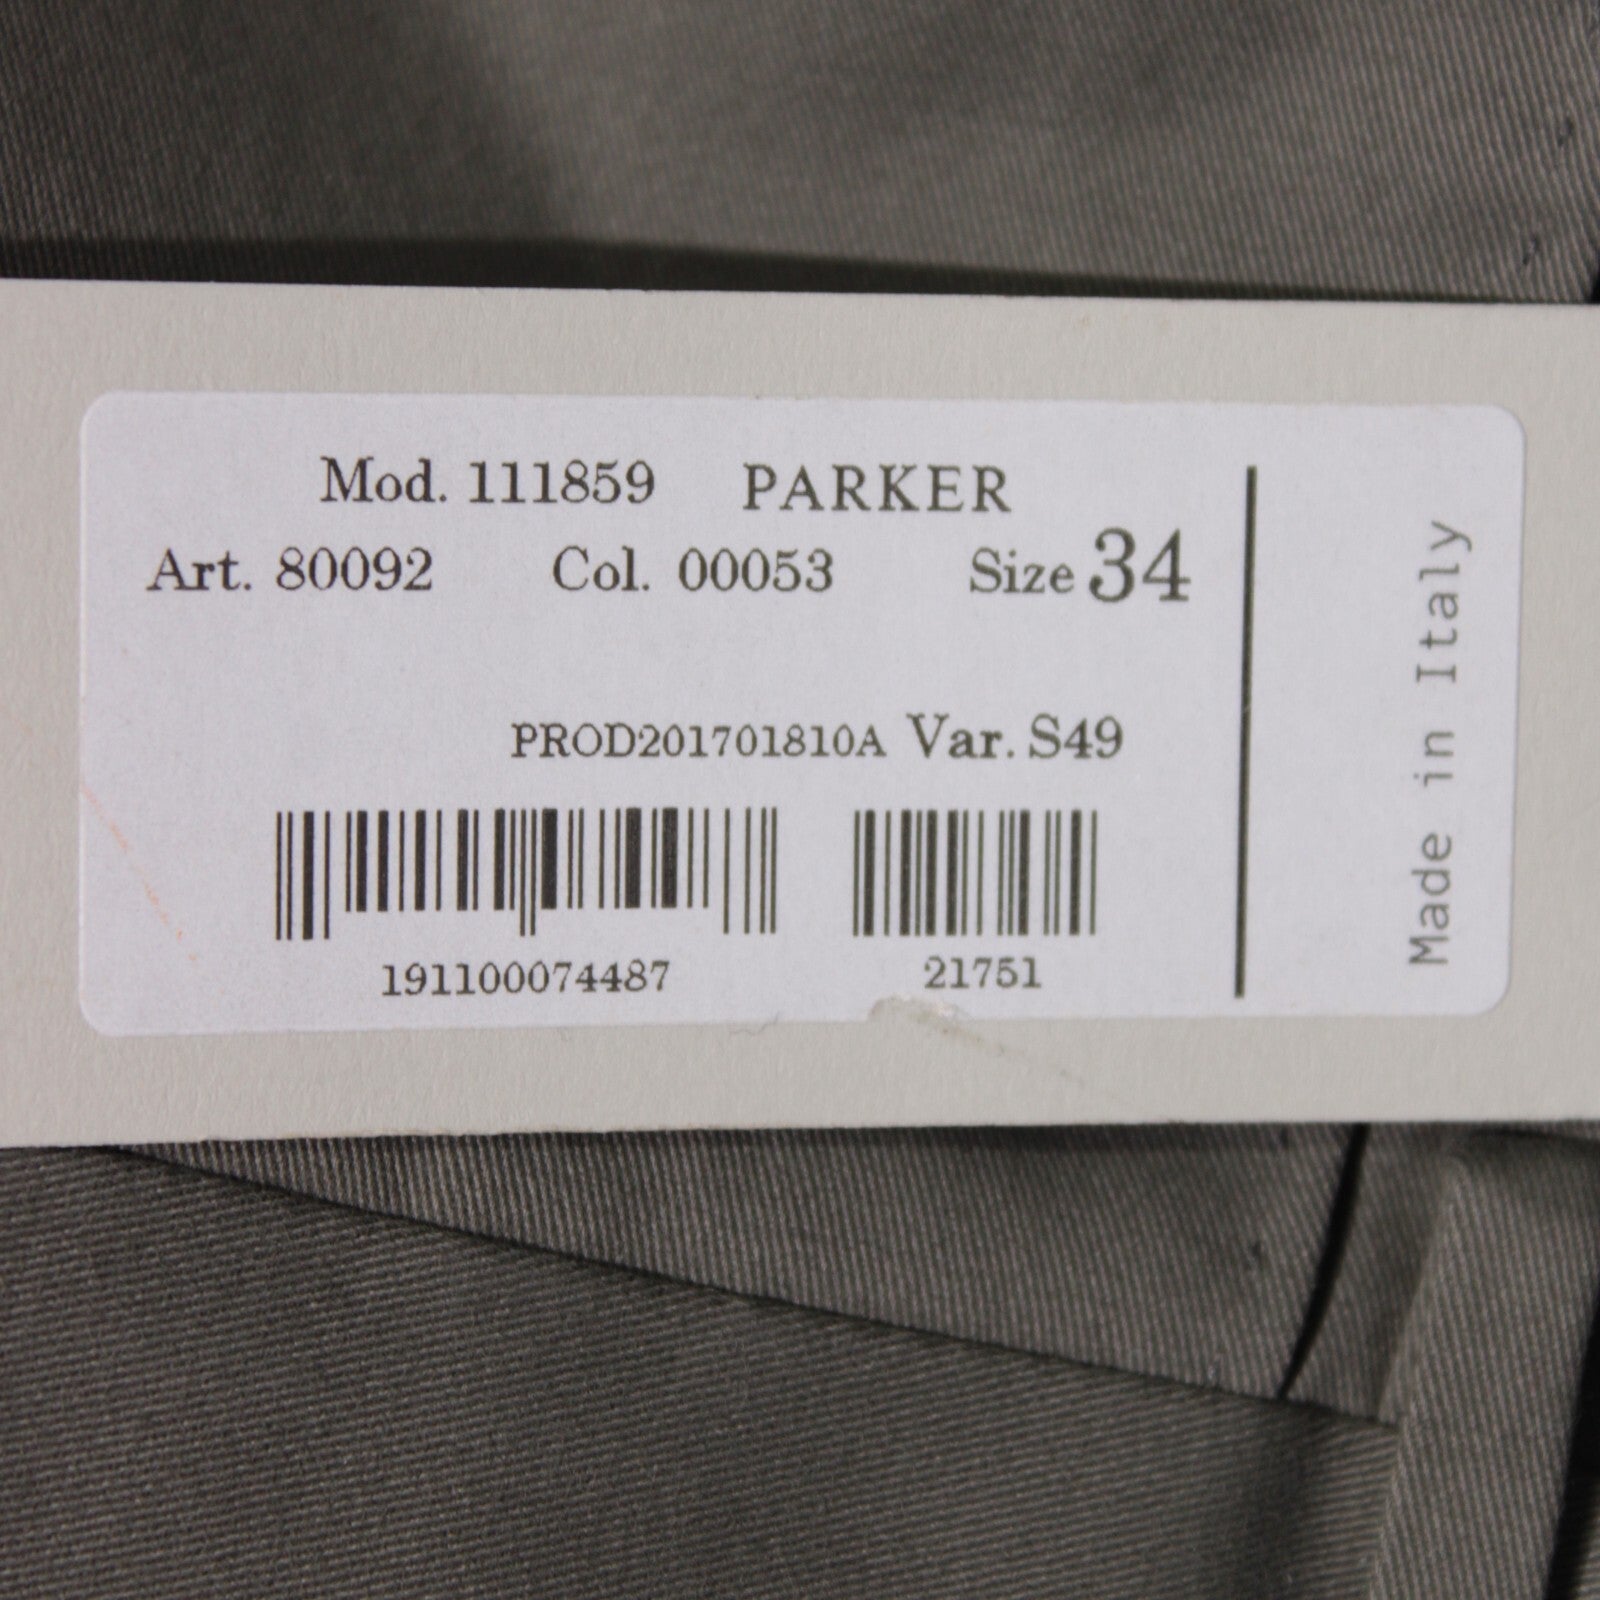 Mod. 111859 PARKER
Art. 80092 Col. 00053 Size 34
PROD201701810A Var. S49
191100074487 21751
Made in Italy